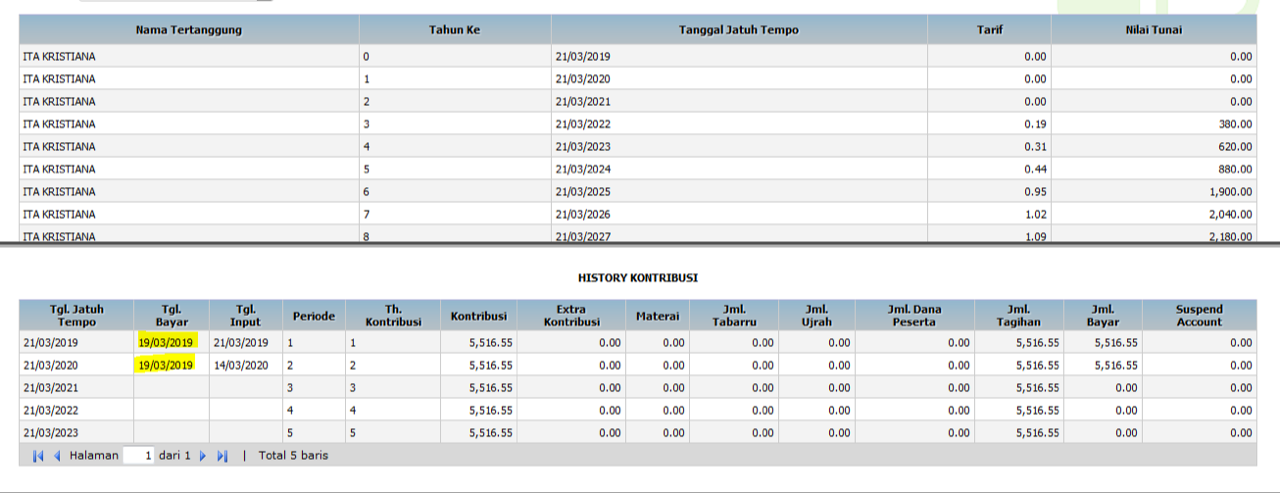 Nama Tertanggung Tahun Ke Tanggal Jatuh Tempo Tarif Nilai Tunai
ITA KRISTIANA 0 21/03/2019 0.00 0.00
ITA KRISTIANA 1 21/03/2020 0.00 0.00
ITA KRISTIANA 2 21/03/2021 0.00 0.00
ITA KRISTIANA 3 21/03/2022 0.19 380.00
ITA KRISTIANA 4 21/03/2023 0.31 620.00
ITA KRISTIANA 5 21/03/2024 0.44 880.00
ITA KRISTIANA 6 21/03/2025 0.95 1,900.00
ITA KRISTIANA 7 21/03/2026 1.02 2,040.00
ITA KRISTIANA 8 21/03/2027 1.09 2,180.00
HISTORY KONTRIBUSI
Tgl. Jatuh Tempo Tgl. Bayar Tgl. Input Periode Th. Kontribusi Kontribusi Extra Kontribusi Materai Jml. Tabarru Jml. Ujrah Jml. Dana Peserta Jml. Tagihan Jml. Bayar Suspend Account
21/03/2019 19/03/2019 21/03/2019 1 1 5,516.55 0.00 0.00 0.00 0.00 0.00 5,516.55 5,516.55 0.00
21/03/2020 19/03/2019 14/03/2020 2 2 5,516.55 0.00 0.00 0.00 0.00 0.00 5,516.55 5,516.55 0.00
21/03/2021 3 3 5,516.55 0.00 0.00 0.00 0.00 0.00 5,516.55 0.00 0.00
21/03/2022 4 4 5,516.55 0.00 0.00 0.00 0.00 0.00 5,516.55 0.00 0.00
21/03/2023 5 5 5,516.55 0.00 0.00 0.00 0.00 0.00 5,516.55 0.00 0.00
Halaman 1 dari 1 | Total 5 baris